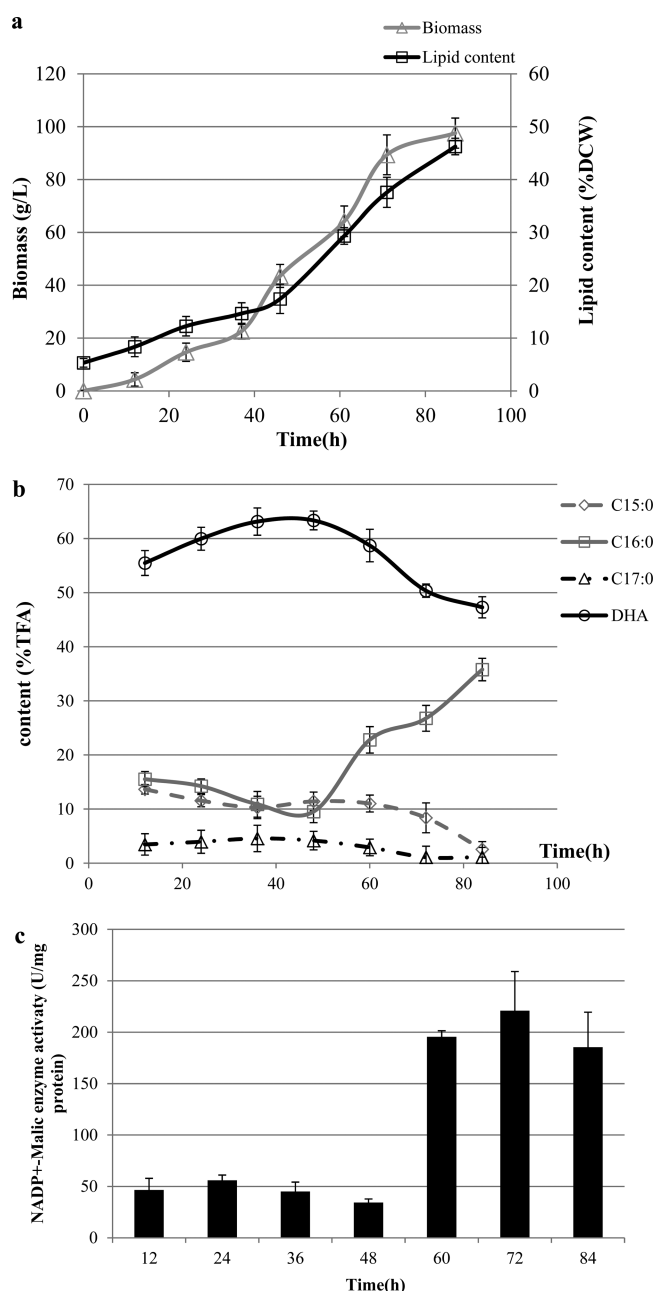 a
Biomass
Lipid content
120
100
80
60
40
20
0
Biomass (g/L)
60
50
40
30
20
10
0
Lipid content (%DCW)
0 20 40 60 80 100
Time(h)
b
70
60
50
40
30
20
10
0
content (%TFA)
C15:0
C16:0
C17:0
DHA
Time(h)
0 20 40 60 80 100
c
300
250
200
150
100
50
0
NADP+-Malic enzyme activaty (U/mg
protein)
12 24 36 48 60 72 84
Time(h)